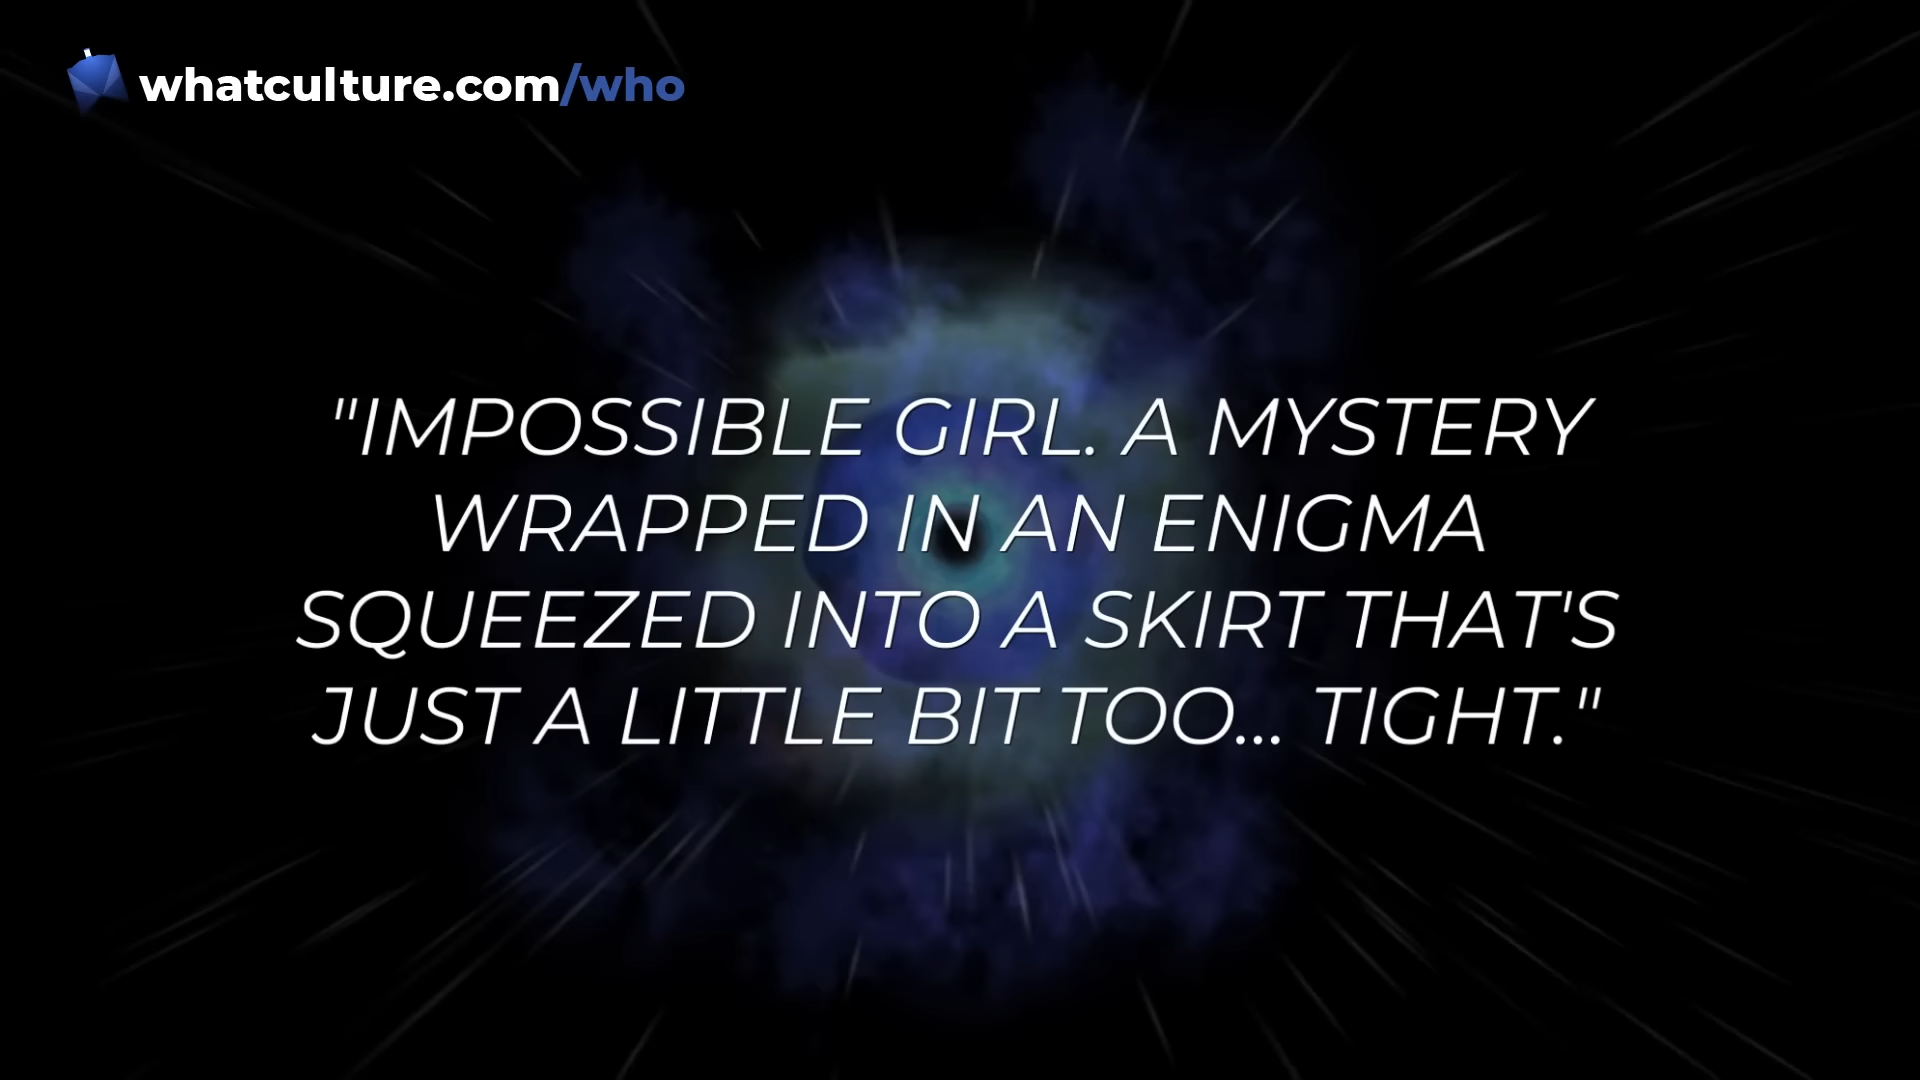 whatculture.com/who
"IMPOSSIBLE GIRL. A MYSTERY
WRAPPED IN AN ENIGMA
SQUEEZED INTO A SKIRT THAT'S
JUST A LITTLE BIT TOO... TIGHT."